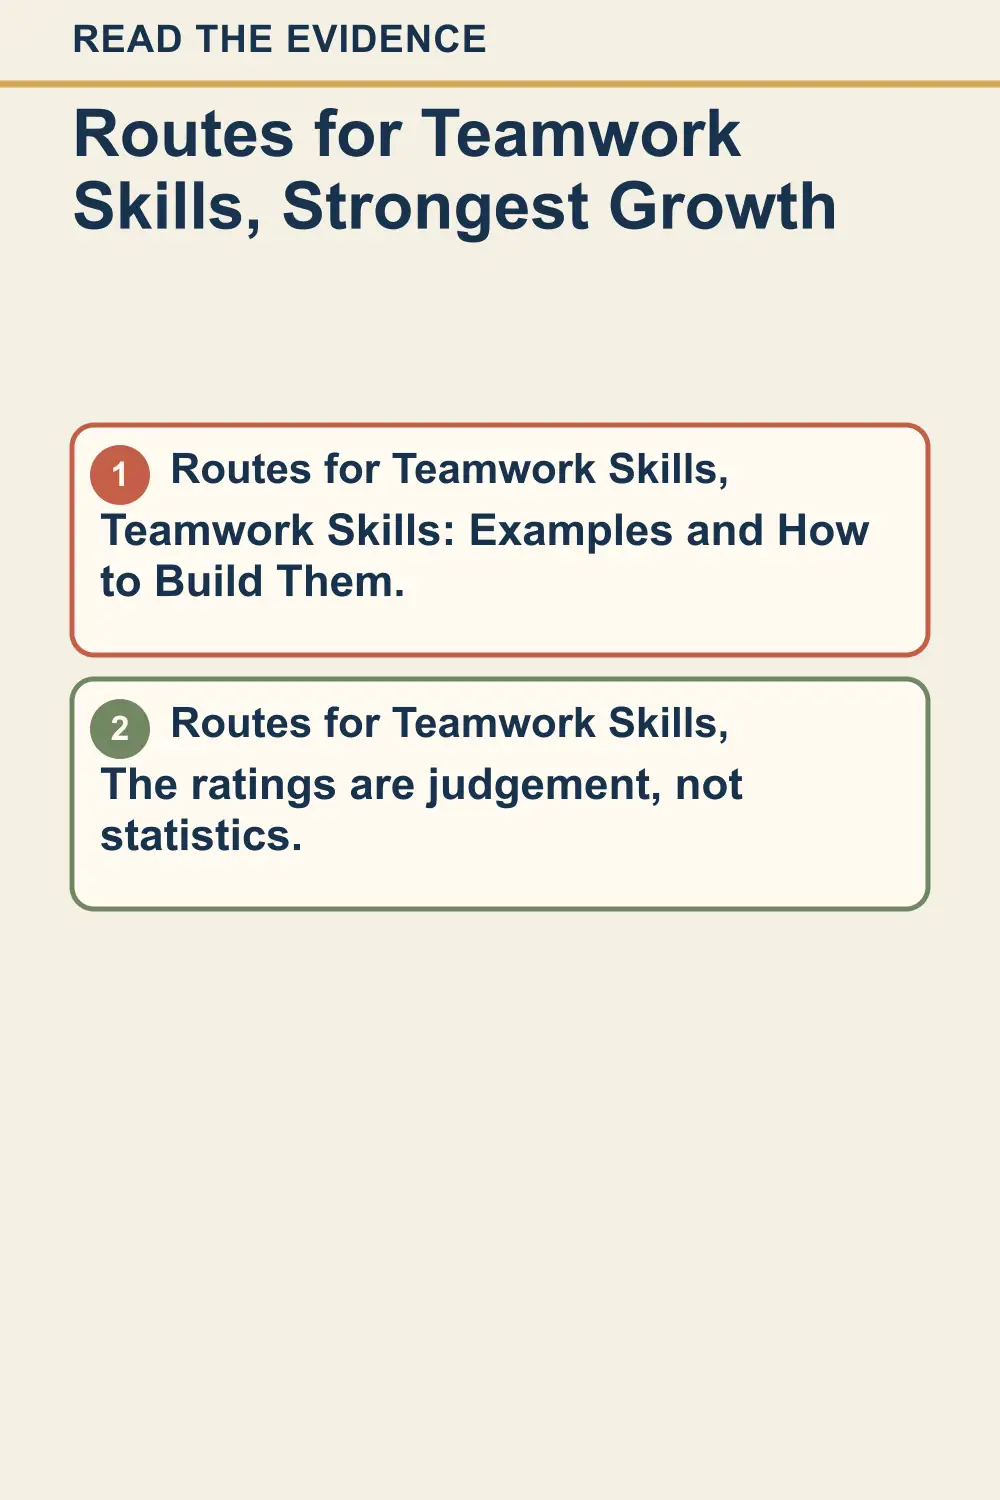 READ THE EVIDENCE
Routes for Teamwork
Skills, Strongest Growth
1
Routes for Teamwork Skills,
Teamwork Skills: Examples and How
to Build Them.
2
Routes for Teamwork Skills,
The ratings are judgement, not
statistics.